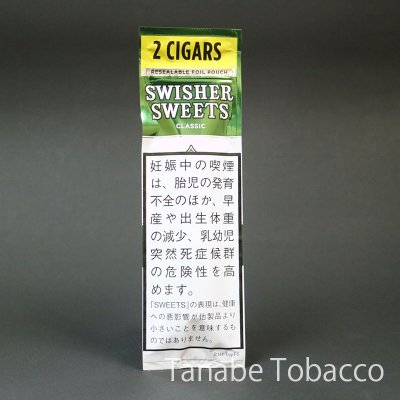 2 CIGARS
RESEALABLE FOIL POUCH
SWISHER
SWEETS
CLASSIC
妊娠中の喫煙
は、胎児の発育
不全のほか、早
産や出生体重
の減少、乳幼児
突然死症候群
の危険性を高
めます。
「SWEETS」の表現は、健康
への悪影響が他製品より
小さいことを意味するも
のではありません。
Tanabe Tobacco